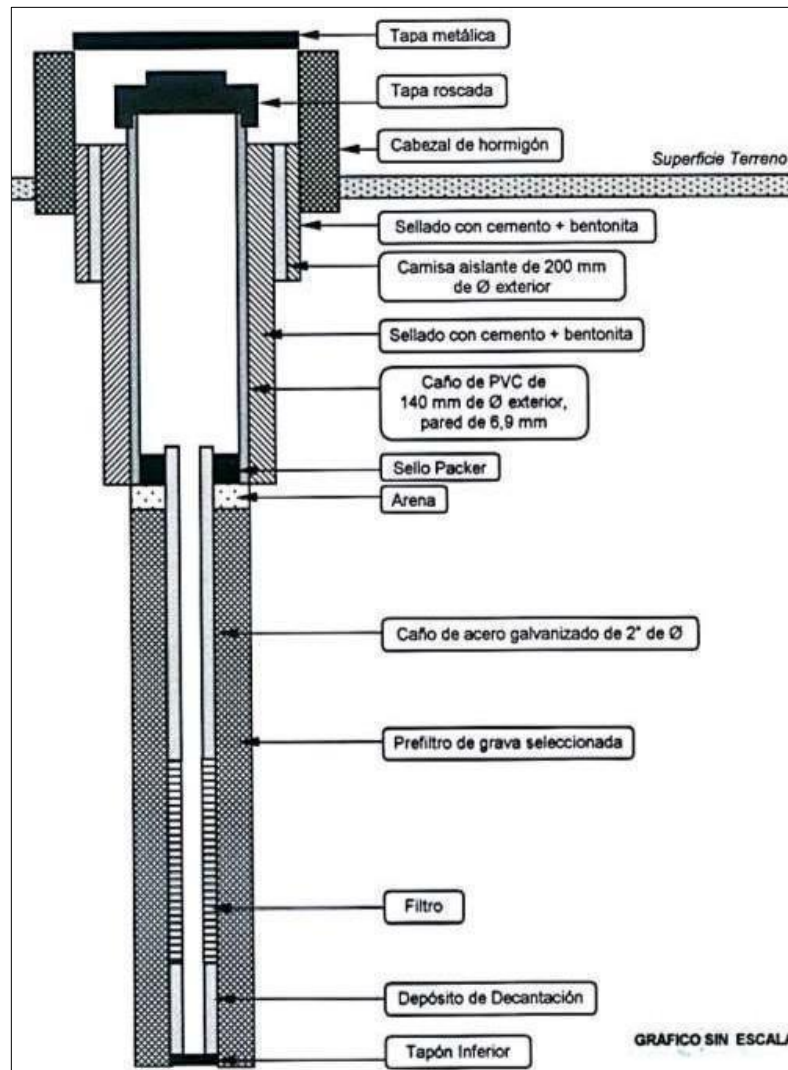 Tapa metálica
Tapa roscada
Cabezal de hormigón
Superficie Terreno
Sellado con cemento + bentonita
Camisa aislante de 200 mm
de Ø exterior
Sellado con cemento + bentonita
Caño de PVC de
140 mm de Ø exterior,
pared de 6,9 mm
Sello Packer
Arena
Caño de acero galvanizado de 2" de Ø
Prefiltro de grava seleccionada
Filtro
Depósito de Decantación
Tapón Inferior
GRÁFICO SIN ESCALA